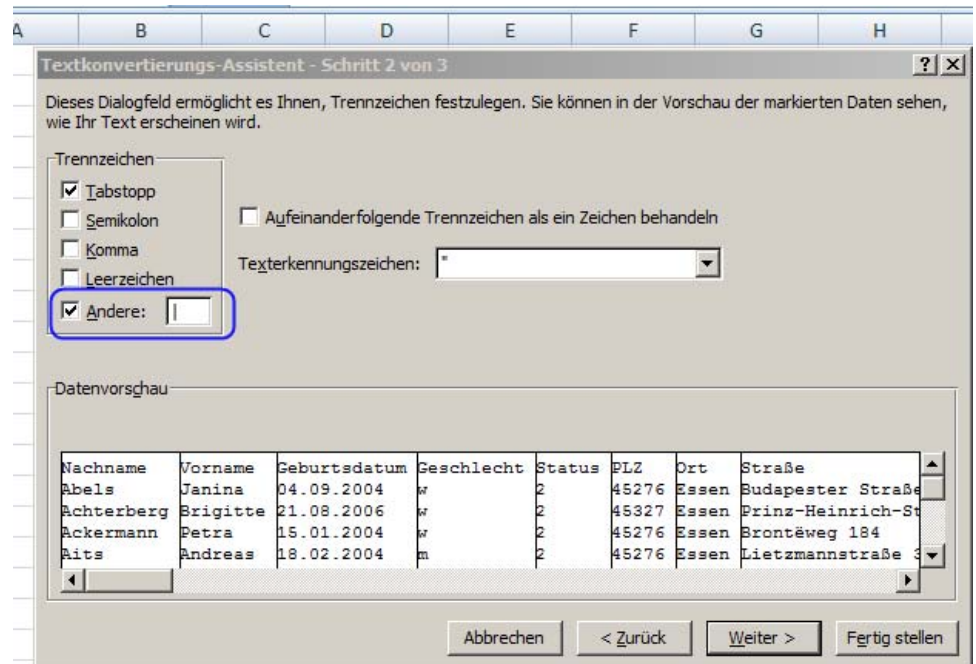 A B C D E F G H
Textkonvertierungs-Assistent - Schritt 2 von 3
Dieses Dialogfeld ermöglicht es Ihnen, Trennzeichen festzulegen. Sie können in der Vorschau der markierten Daten sehen,
wie Ihr Text erscheinen wird.
Trennzeichen
Tabstopp
Semikolon
Komma
Leerzeichen
Andere: |
Aufeinanderfolgende Trennzeichen als ein Zeichen behandeln
Texterkennungszeichen: "
Datenvorschau
Nachname Vorname Geburtsdatum Geschlecht Status PLZ Ort Straße
Abels Janina 04.09.2004 w 2 45276 Essen Budapester Straße
Achterberg Brigitte 21.08.2006 w 2 45327 Essen Prinz-Heinrich-St
Ackermann Petra 15.01.2004 w 2 45276 Essen Brontëweg 184
Aits Andreas 18.02.2004 m 2 45276 Essen Lietzmannstraße 3
Abbrechen < Zurück Weiter > Fertig stellen